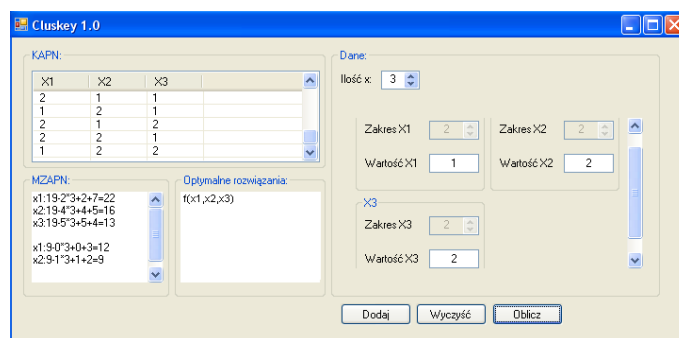 Cluskey 1.0
KAPN:
X1 X2 X3
2 1 1
1 2 1
2 1 2
2 2 1
1 2 2
MZAPN:
x1:19-2*3+2+7=22
x2:19-4*3+4+5=16
x3:19-5*3+5+4=13
x1:9-0*3+0+3=12
x2:9-1*3+1+2=9
Optymalne rozwiązania:
f(x1,x2,x3)
Dane:
Ilość x: 3
Zakres X1 2
Wartość X1 1
Zakres X2 2
Wartość X2 2
X3
Zakres X3 2
Wartość X3 2
Dodaj Wyczyść Oblicz